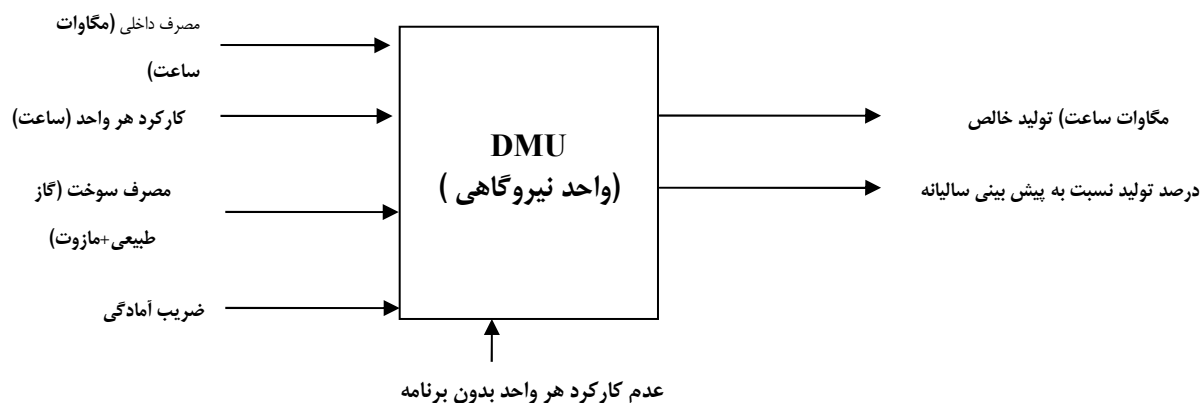 مصرف داخلی (مگاوات
ساعت)
کارکرد هر واحد (ساعت)
مصرف سوخت (گاز
طبیعی+مازوت)
ضریب آمادگی
DMU
(واحد نیروگاهی )
مگاوات ساعت) تولید خالص
درصد تولید نسبت به پیش بینی سالیانه
عدم کارکرد هر واحد بدون برنامه